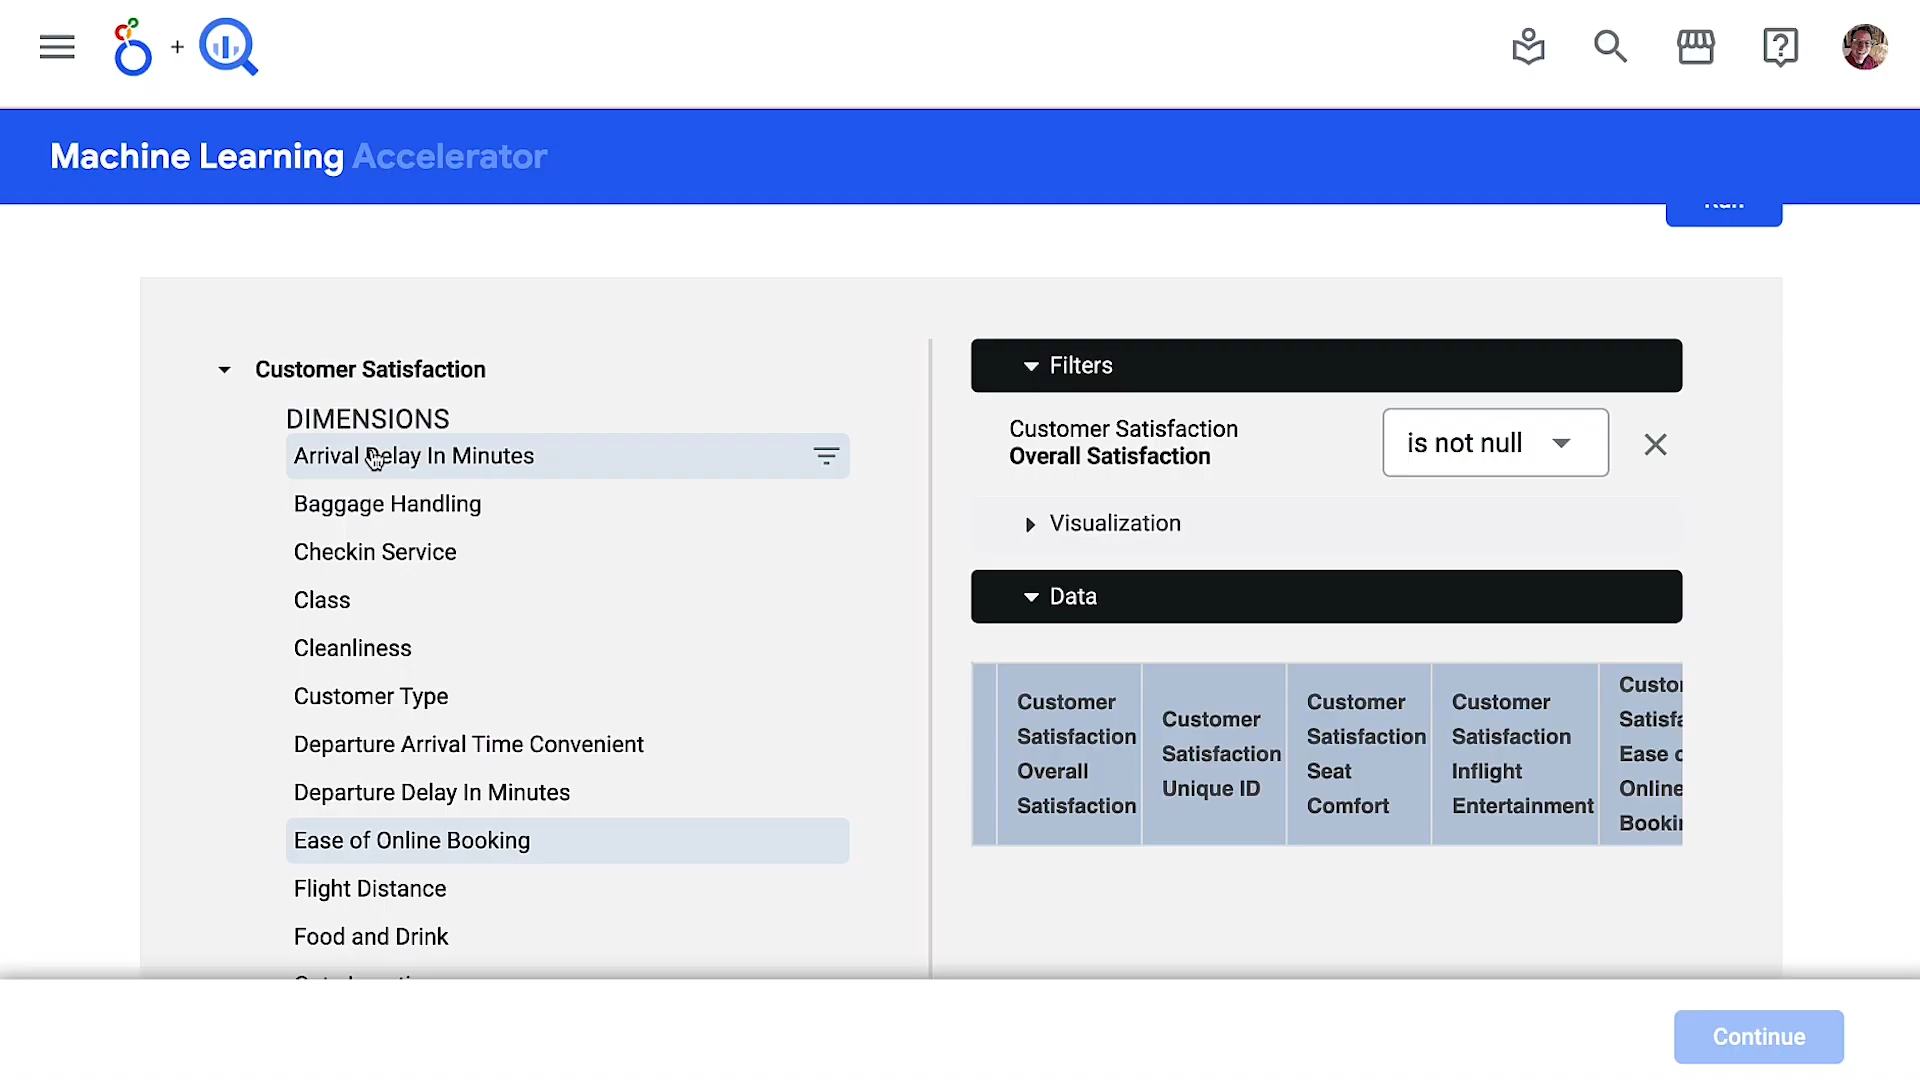 +
Machine Learning Accelerator
Customer Satisfaction
DIMENSIONS
Arrival Delay In Minutes
Baggage Handling
Checkin Service
Class
Cleanliness
Customer Type
Departure Arrival Time Convenient
Departure Delay In Minutes
Ease of Online Booking
Flight Distance
Food and Drink
Filters
Customer Satisfaction
Overall Satisfaction
is not null
Visualization
Data
Customer
Satisfaction
Overall
Satisfaction
Customer
Satisfaction
Unique ID
Customer
Satisfaction
Seat
Comfort
Customer
Satisfaction
Inflight
Entertainment
Online
Continue